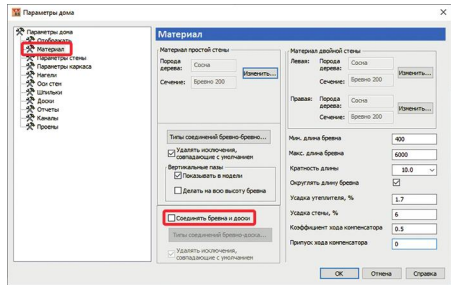 Параметры дома
Параметры дома
Отображать
Материал
Параметры стены
Параметры каркаса
Нагели
Оси стен
Шпильки
Доски
Отчеты
Каналы
Проемы
Материал
Материал простой стены
Порода дерева: Сосна
Изменить...
Сечение: Бревно 200
Типы соединений бревно-бревно...
Удалять исключения, совпадающие с умолчанием
Вертикальные пазы
Показывать в модели
Делать на всю высоту бревна
Соединять бревна и доски
Типы соединений бревно-доска...
Удалять исключения, совпадающие с умолчанием
Материал двойной стены
Левая: Порода дерева: Сосна
Изменить...
Сечение: Бревно 200
Правая: Порода дерева: Сосна
Изменить...
Сечение: Бревно 200
Мин. длина бревна 400
Макс. длина бревна 6000
Кратность длины 10.0
Округлять длину бревна
Усадка утеплителя, % 1.7
Усадка стены, % 6
Коэффициент хода компенсатора 0.5
Припуск хода компенсатора 0
ОК Отмена Справка